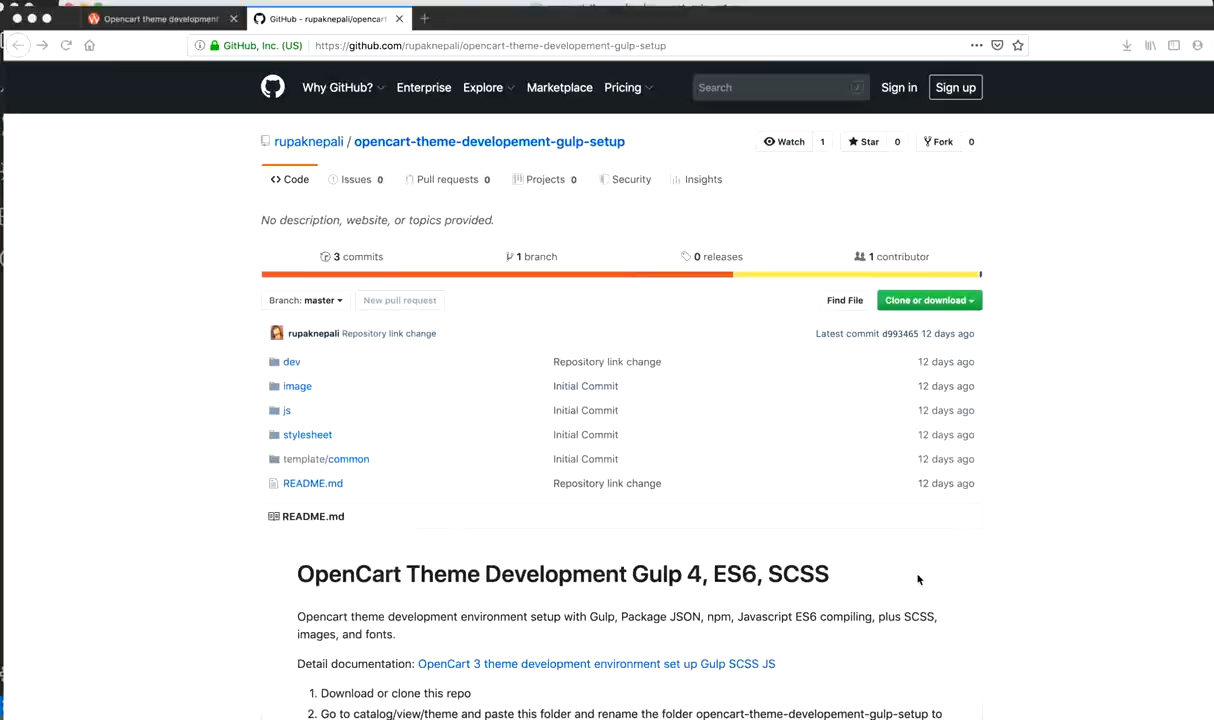 Opencart theme development
GitHub - rupaknepali/opencart
GitHub, Inc. (US)
https://github.com/rupaknepali/opencart-theme-developement-gulp-setup
Why GitHub?
Enterprise
Explore
Marketplace
Pricing
Search
/
Sign in
Sign up
rupaknepali / opencart-theme-developement-gulp-setup
Watch 1
Star 0
Fork 0
Code
Issues 0
Pull requests 0
Projects 0
Security
Insights
No description, website, or topics provided.
3 commits
1 branch
0 releases
1 contributor
Branch: master
New pull request
Find File
Clone or download
rupaknepali Repository link change
Latest commit d993465 12 days ago
dev Repository link change 12 days ago
image Initial Commit 12 days ago
js Initial Commit 12 days ago
stylesheet Initial Commit 12 days ago
template/common Initial Commit 12 days ago
README.md Repository link change 12 days ago
README.md
OpenCart Theme Development Gulp 4, ES6, SCSS
Opencart theme development environment setup with Gulp, Package JSON, npm, Javascript ES6 compiling, plus SCSS,
images, and fonts.
Detail documentation: OpenCart 3 theme development environment set up Gulp SCSS JS
1. Download or clone this repo
2. Go to catalog/view/theme and paste this folder and rename the folder opencart-theme-developement-gulp-setup to